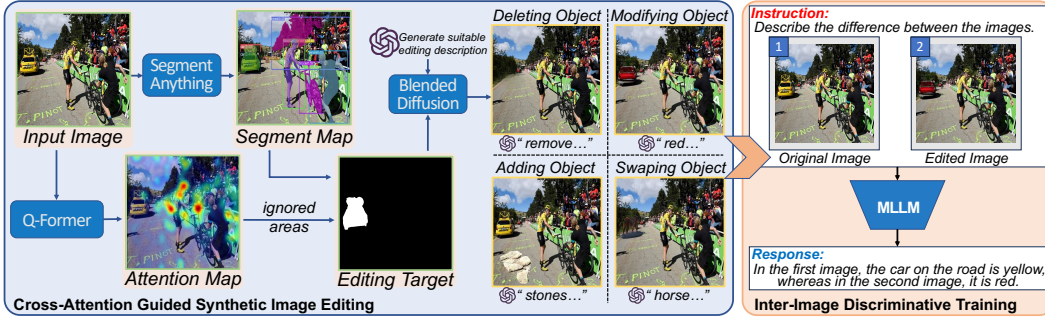 Input Image
Segment
Anything
Segment Map
Generate suitable
editing description
Blended
Diffusion
Q-Former
Attention Map
ignored
areas
Editing Target
Deleting Object
“ remove…”
Modifying Object
“ red…”
Adding Object
“ stones…”
Swaping Object
“ horse…”
Cross-Attention Guided Synthetic Image Editing
Instruction:
Describe the difference between the images.
1
2
Original Image
Edited Image
MLLM
Response:
In the first image, the car on the road is yellow,
whereas in the second image, it is red.
Inter-Image Discriminative Training